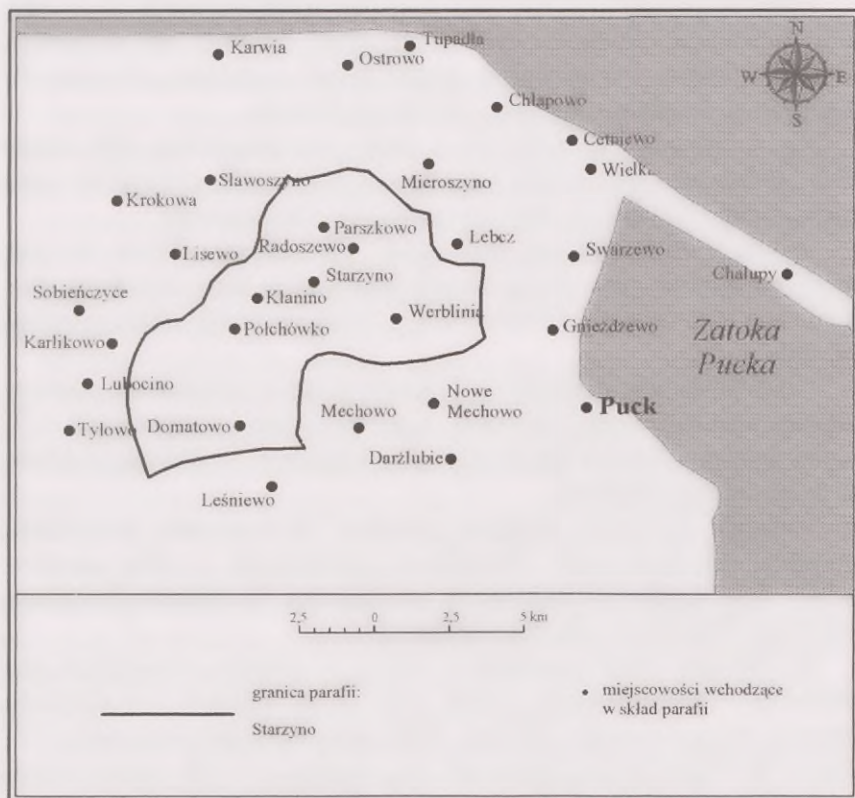 Karwia
Tupadła
Ostrowo
N
W E
S
Chłapowo
Cetniewo
Mieroszyno
Sławoszyno
Krokowa
Parszkowo
Lebcz
Radoszewo
Lisewo
Swarzewo
Starzyno
Chałupy
Sobieńczyce
Kłanino
Werblinia
Połchówko
Gnieżdżewo
Zatoka
Pucka
Karlikowo
Lubocino
Nowe
Mechowo
Puck
Mechowo
Domatowo
Tyłowo
Darżlubie
Leśniewo
2,5 0 2,5 5 km
granica parafii:
Starzyno
miejscowości wchodzące
w skład parafii